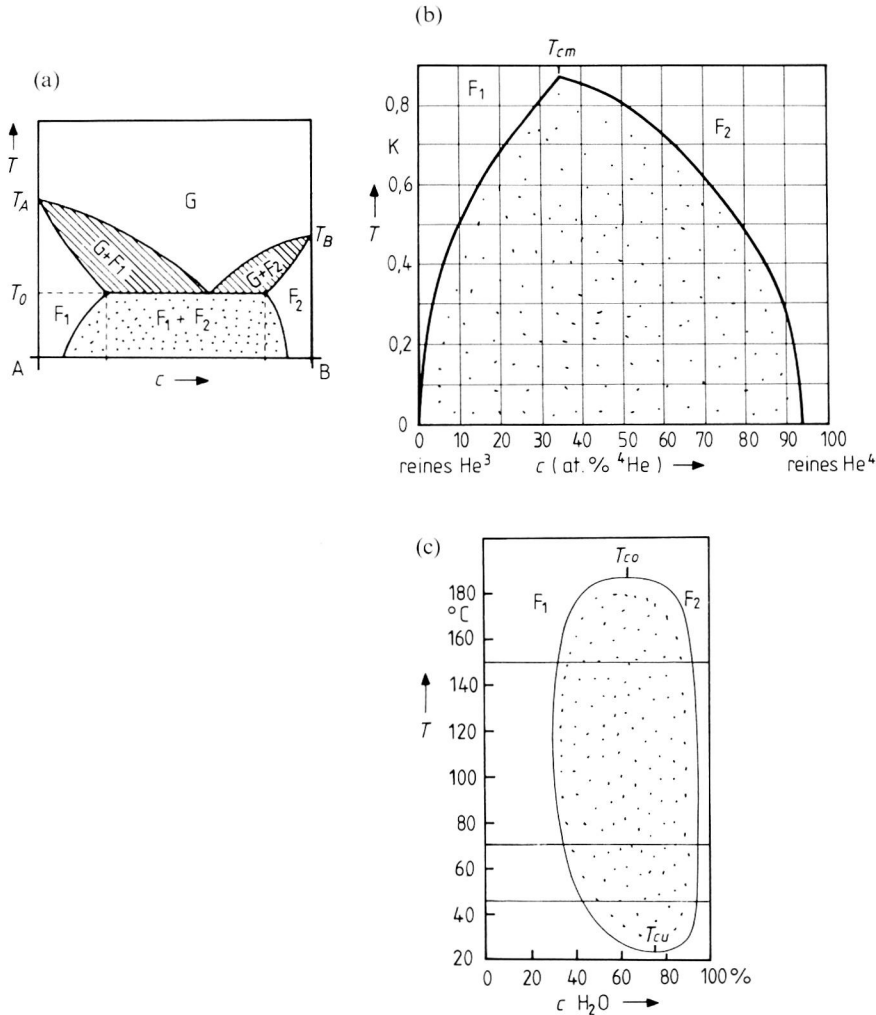 (a)
T
T_A
G
G+F₁
G+F₂
T_B
T₀
F₁
F₁ + F₂
F₂
A
c
B
(b)
T_cm
F₁
F₂
0,8
K
0,6
T
0,4
0,2
0
0 10 20 30 40 50 60 70 80 90 100
reines He³ c (at.% ⁴He) reines He⁴
(c)
T_co
F₁
F₂
180
°C
160
140
T
120
100
80
60
40
T_cu
20
0 20 40 60 80 100 %
c H₂O